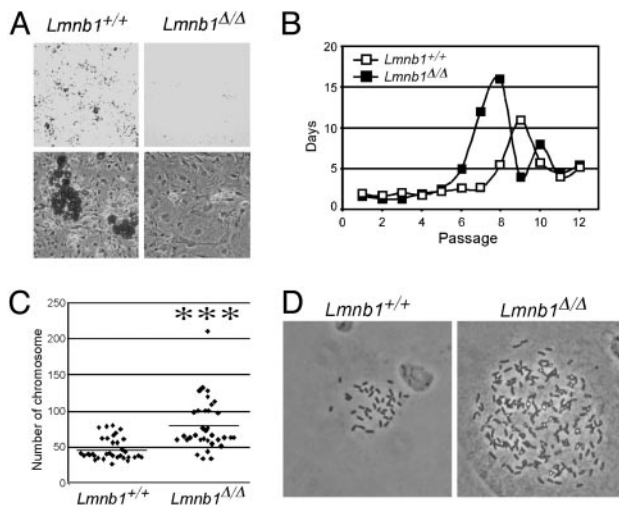 A
Lmnb1+/+ Lmnb1Δ/Δ
B
20
15
10
5
0
Days
Lmnb1+/+
Lmnb1Δ/Δ
0 2 4 6 8 10 12
Passage
C
250
200
150
100
50
0
Number of chromosome
***
Lmnb1+/+ Lmnb1Δ/Δ
D
Lmnb1+/+ Lmnb1Δ/Δ